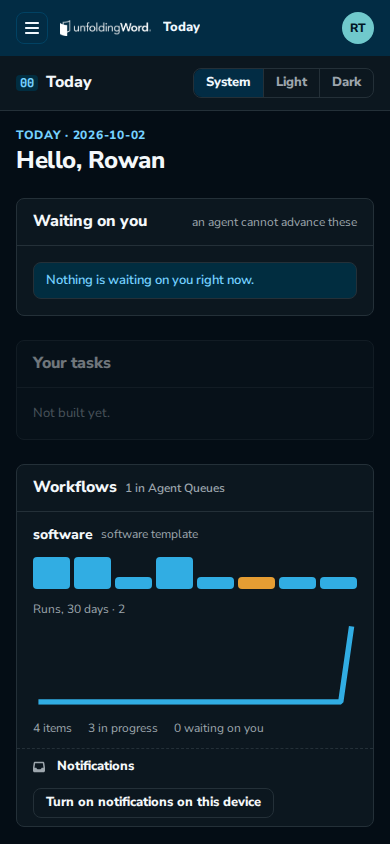 unfoldingWord. Today
RT
00 Today
System Light Dark
TODAY · 2026-10-02
Hello, Rowan
Waiting on you
an agent cannot advance these
Nothing is waiting on you right now.
Your tasks
Not built yet.
Workflows 1 in Agent Queues
software software template
Runs, 30 days · 2
4 items 3 in progress 0 waiting on you
Notifications
Turn on notifications on this device